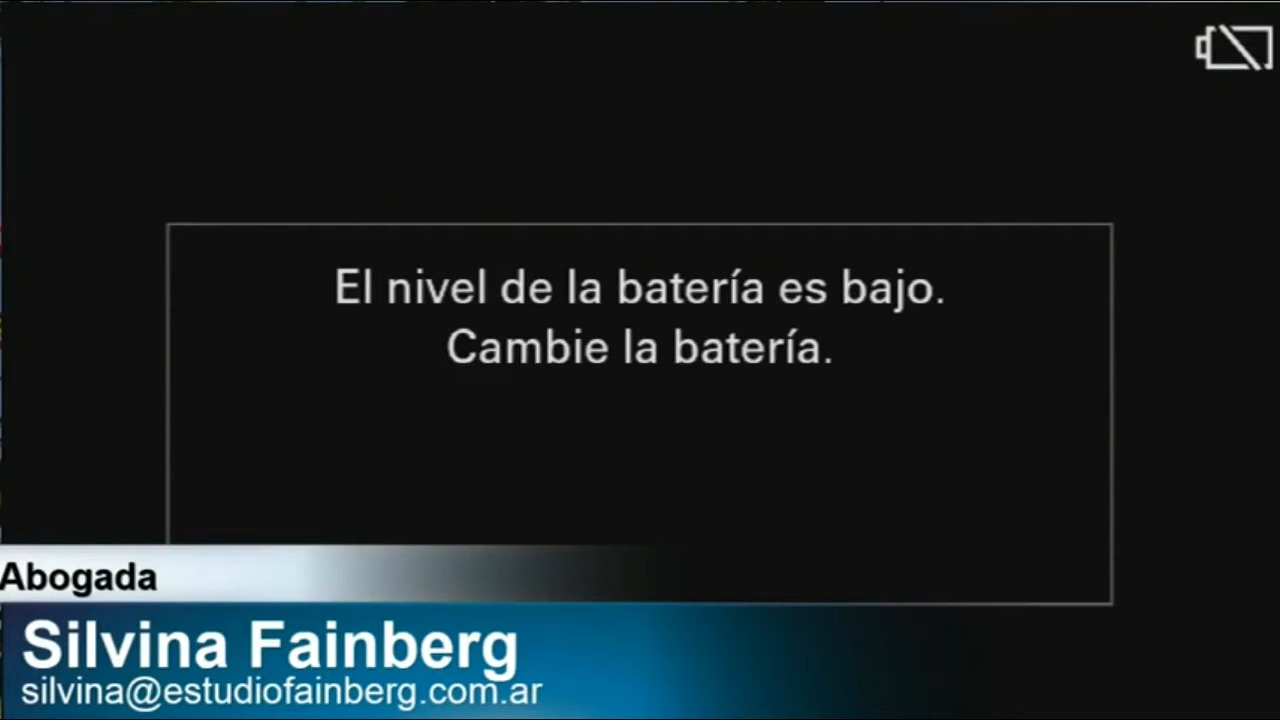 El nivel de la batería es bajo.
Cambie la batería.
Abogada
Silvina Fainberg
silvina@estudiofainberg.com.ar